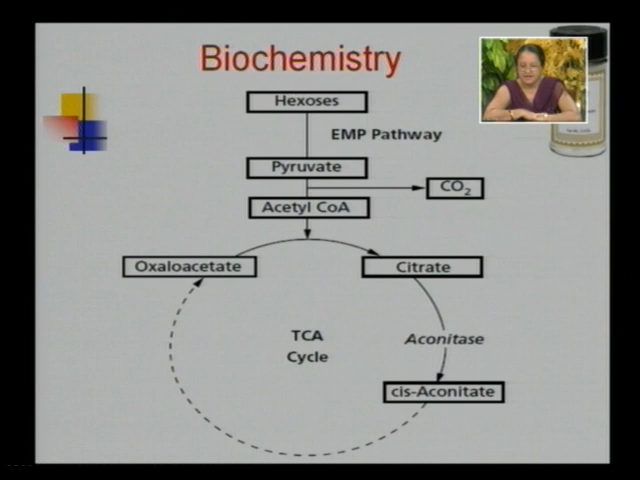 Biochemistry
Hexoses
EMP Pathway
Pyruvate
CO₂
Acetyl CoA
Oxaloacetate
Citrate
TCA
Cycle
Aconitase
cis-Aconitate